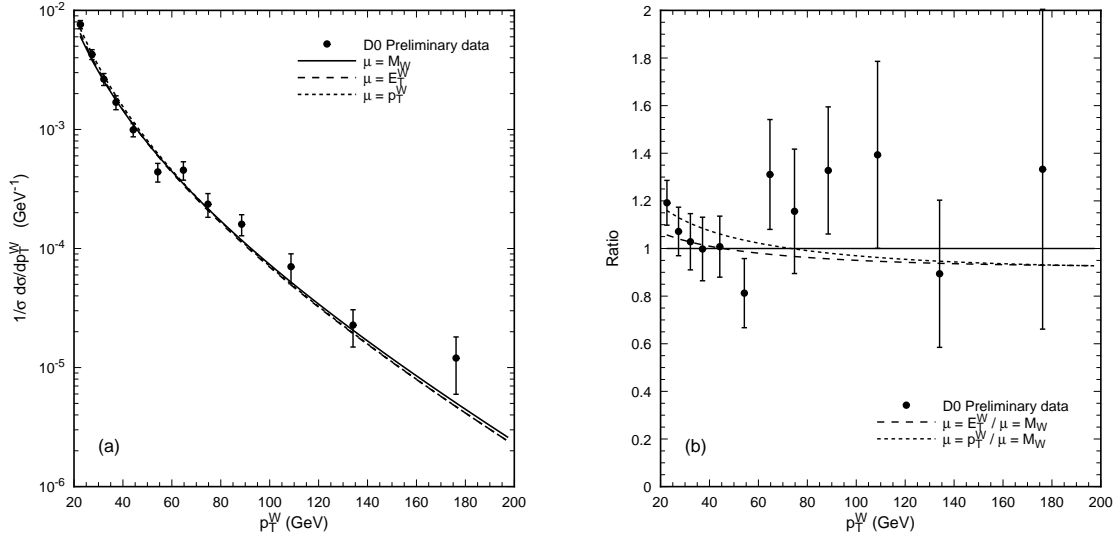 10⁻²
10⁻³
10⁻⁴
10⁻⁵
10⁻⁶
1/σ dσ/dp_T^W (GeV⁻¹)
D0 Preliminary data
μ = M_W
μ = E_T^W
μ = p_T^W
(a)
20 40 60 80 100 120 140 160 180 200
p_T^W (GeV)
2
1.8
1.6
1.4
1.2
1
0.8
0.6
0.4
0.2
0
Ratio
D0 Preliminary data
μ = E_T^W / μ = M_W
μ = p_T^W / μ = M_W
(b)
20 40 60 80 100 120 140 160 180 200
p_T^W (GeV)